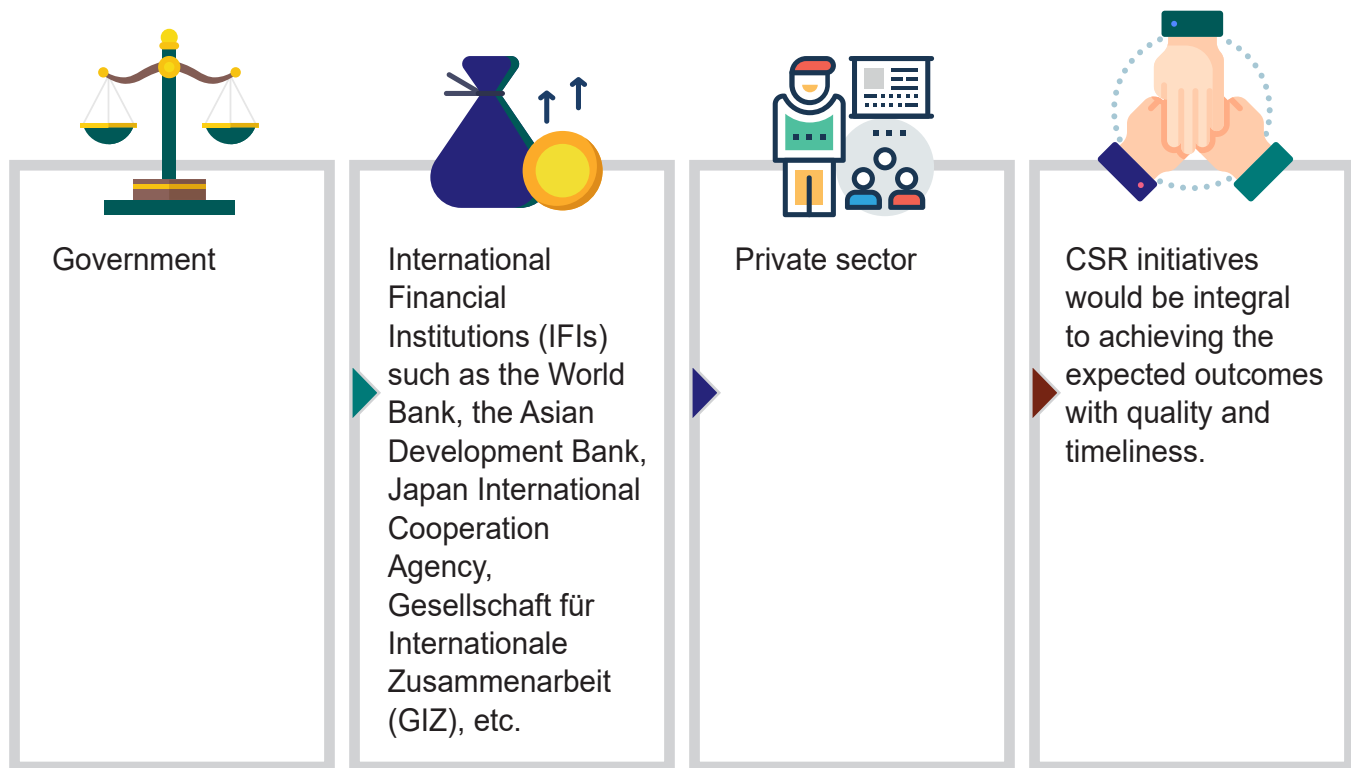 Government
International
Financial
Institutions (IFIs)
such as the World
Bank, the Asian
Development Bank,
Japan International
Cooperation
Agency,
Gesellschaft für
Internationale
Zusammenarbeit
(GIZ), etc.
Private sector
CSR initiatives
would be integral
to achieving the
expected outcomes
with quality and
timeliness.